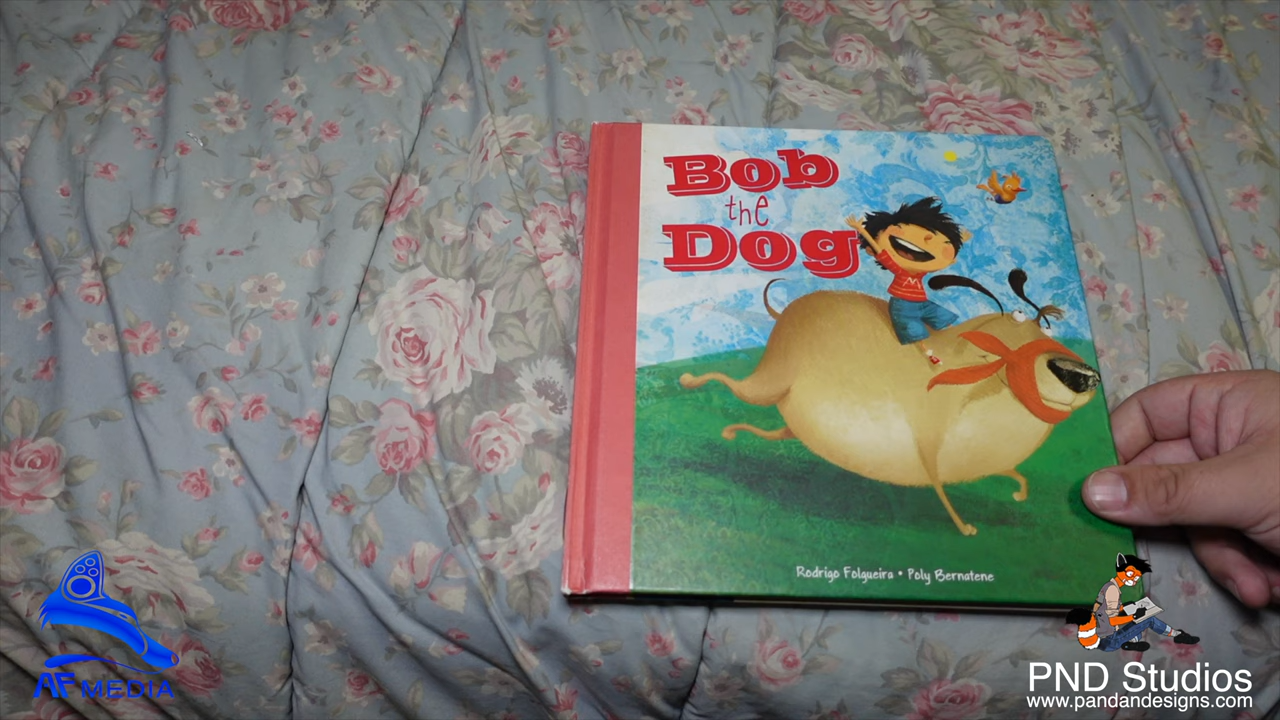 Bob
the
Dog
M
Rodrigo Folgueira • Poly Bernatene
AF MEDIA
PND Studios
www.pandandesigns.com